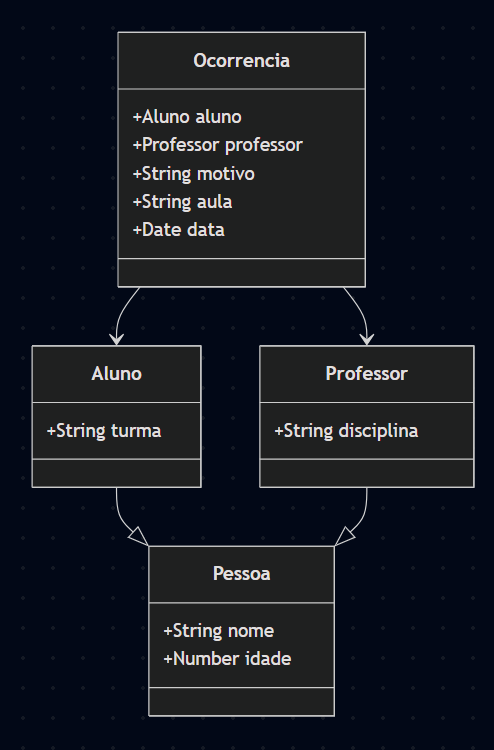 Ocorrencia
+Aluno aluno
+Professor professor
+String motivo
+String aula
+Date data
Aluno
+String turma
Professor
+String disciplina
Pessoa
+String nome
+Number idade